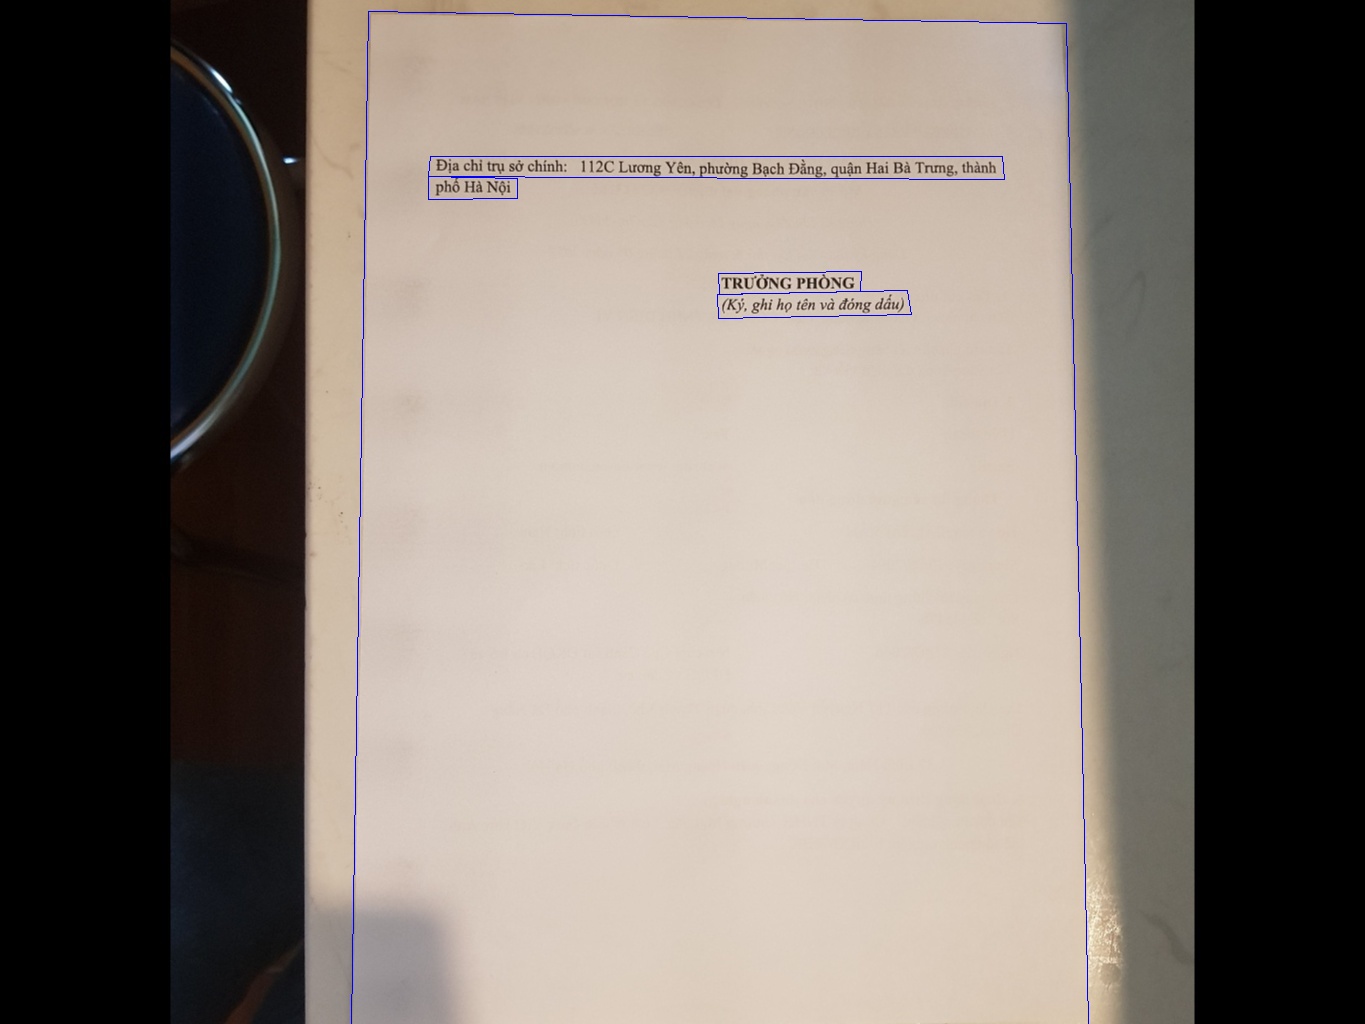 Địa chỉ trụ sở chính: 112C Lương Yên, phường Bạch Đằng, quận Hai Bà Trưng, thành
phố Hà Nội
TRƯỞNG PHÒNG
(Ký, ghi họ tên và đóng dấu)